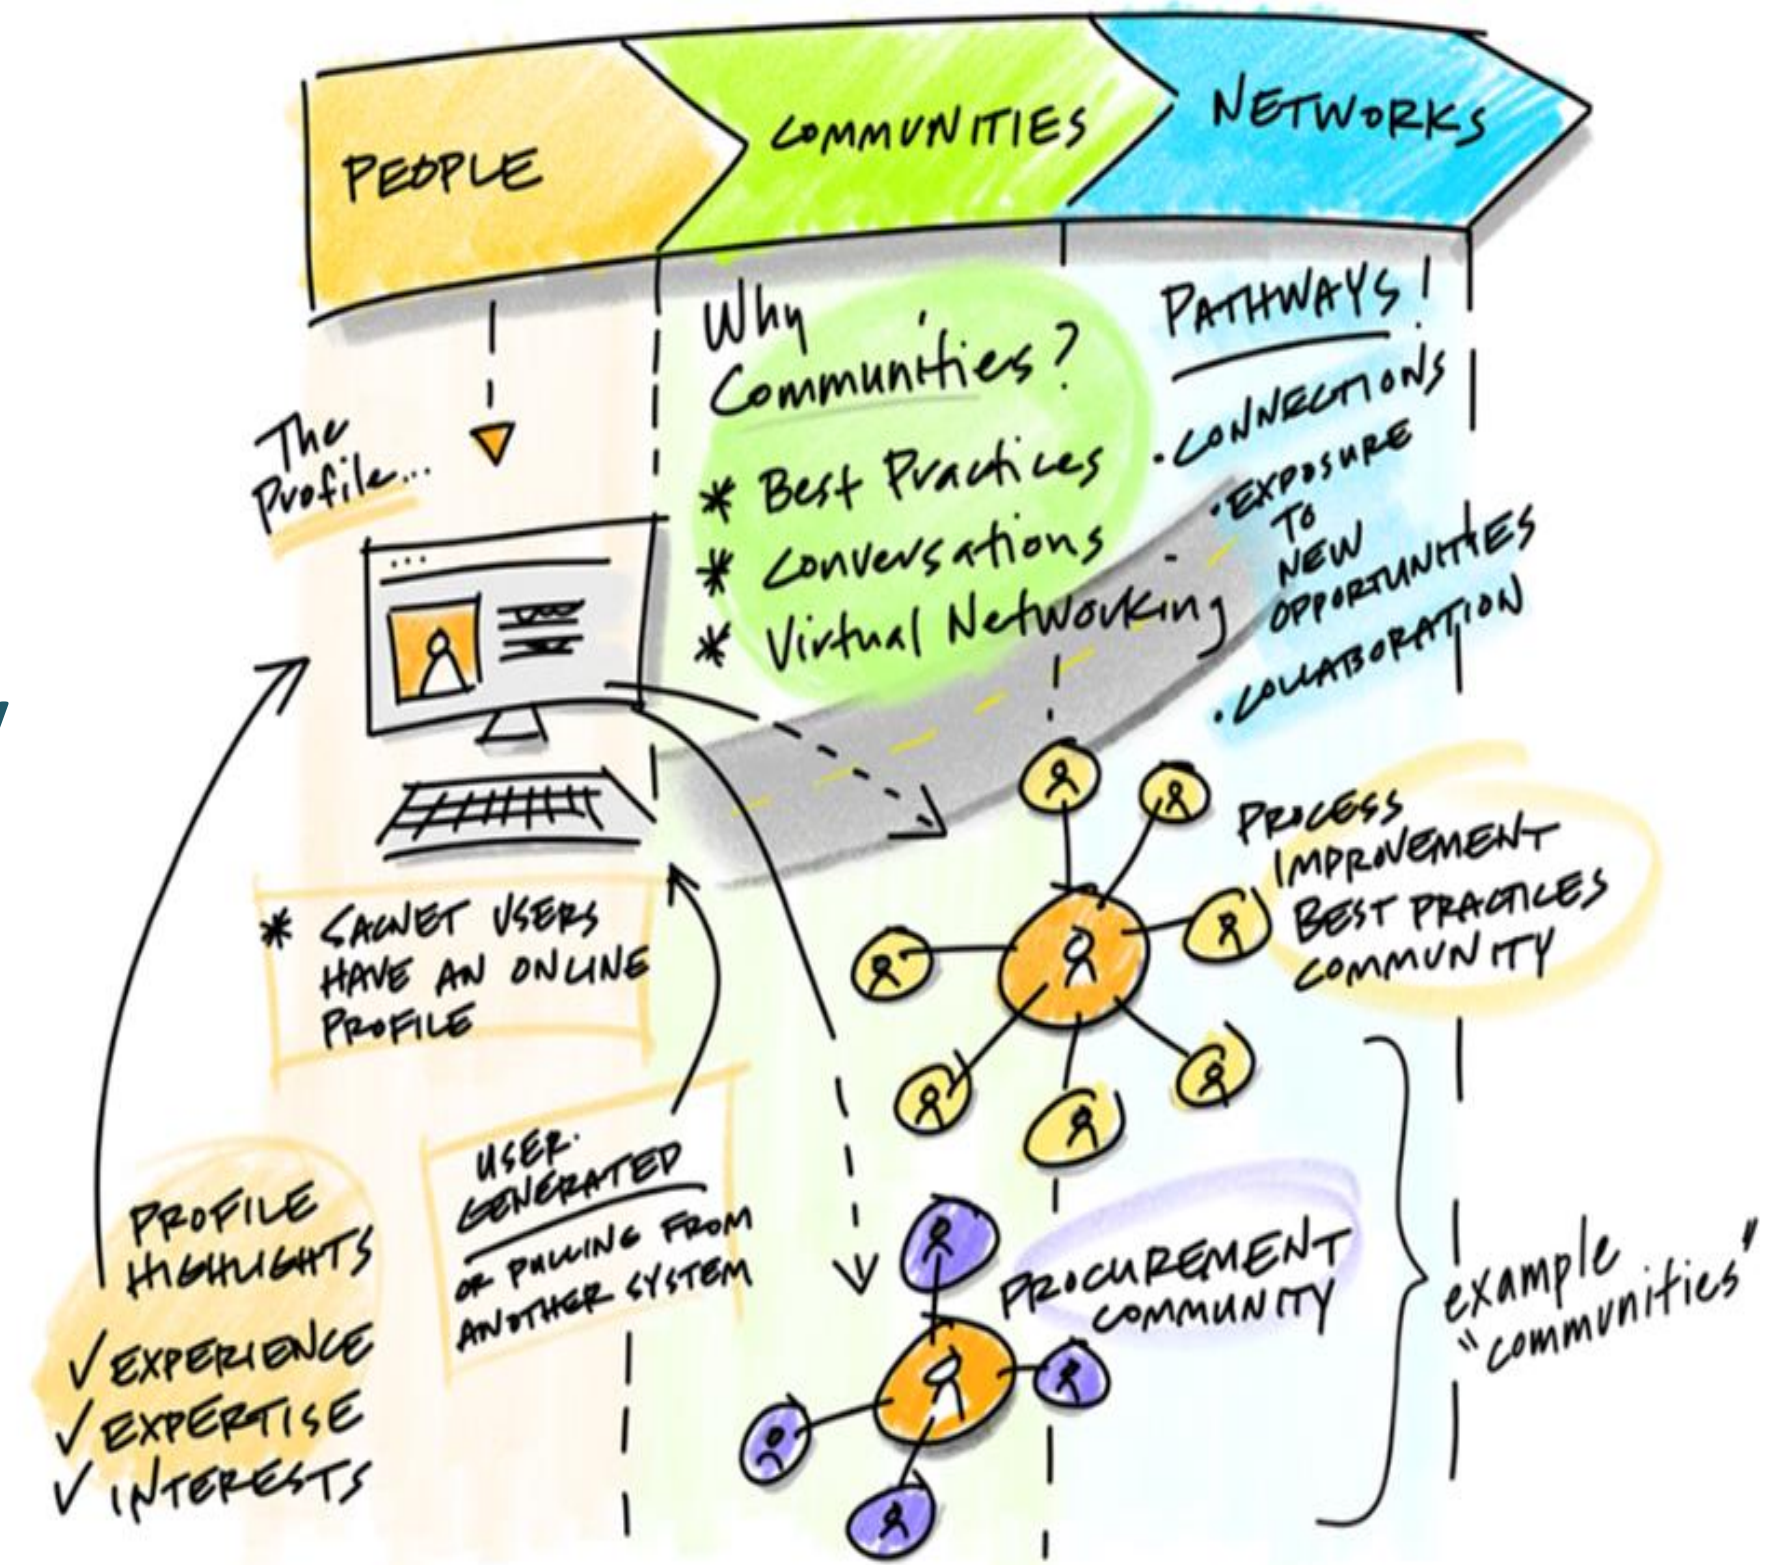 PEOPLE
COMMUNITIES
NETWORKS
The
Profile...
* SACNET USERS
HAVE AN ONLINE
PROFILE
PROFILE
HIGHLIGHTS
✓ EXPERIENCE
✓ EXPERTISE
✓ INTERESTS
USER-
GENERATED
OR PULLING FROM
ANOTHER SYSTEM
Why
Communities?
* Best Practices
* Conversations
* Virtual Networking
PATHWAYS!
• CONNECTIONS
• EXPOSURE
TO
NEW
OPPORTUNITIES
• COLLABORATION
PROCESS
IMPROVEMENT
BEST PRACTICES
COMMUNITY
PROCUREMENT
COMMUNITY
example
"communities"